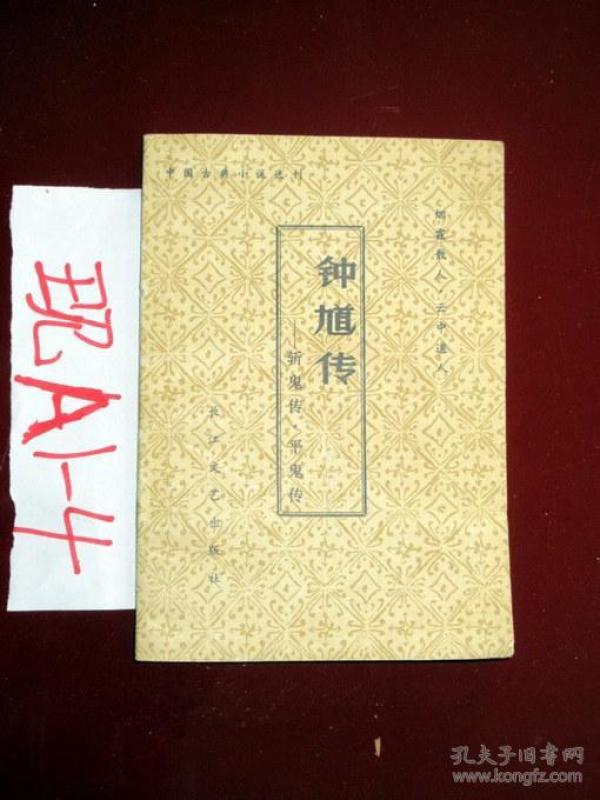 中国古典小说选刊
烟霞散人·云中道人
钟馗传
——斩鬼传·平鬼传
长江文艺出版社
现A1-4
孔夫子旧书网
www.kongfz.com